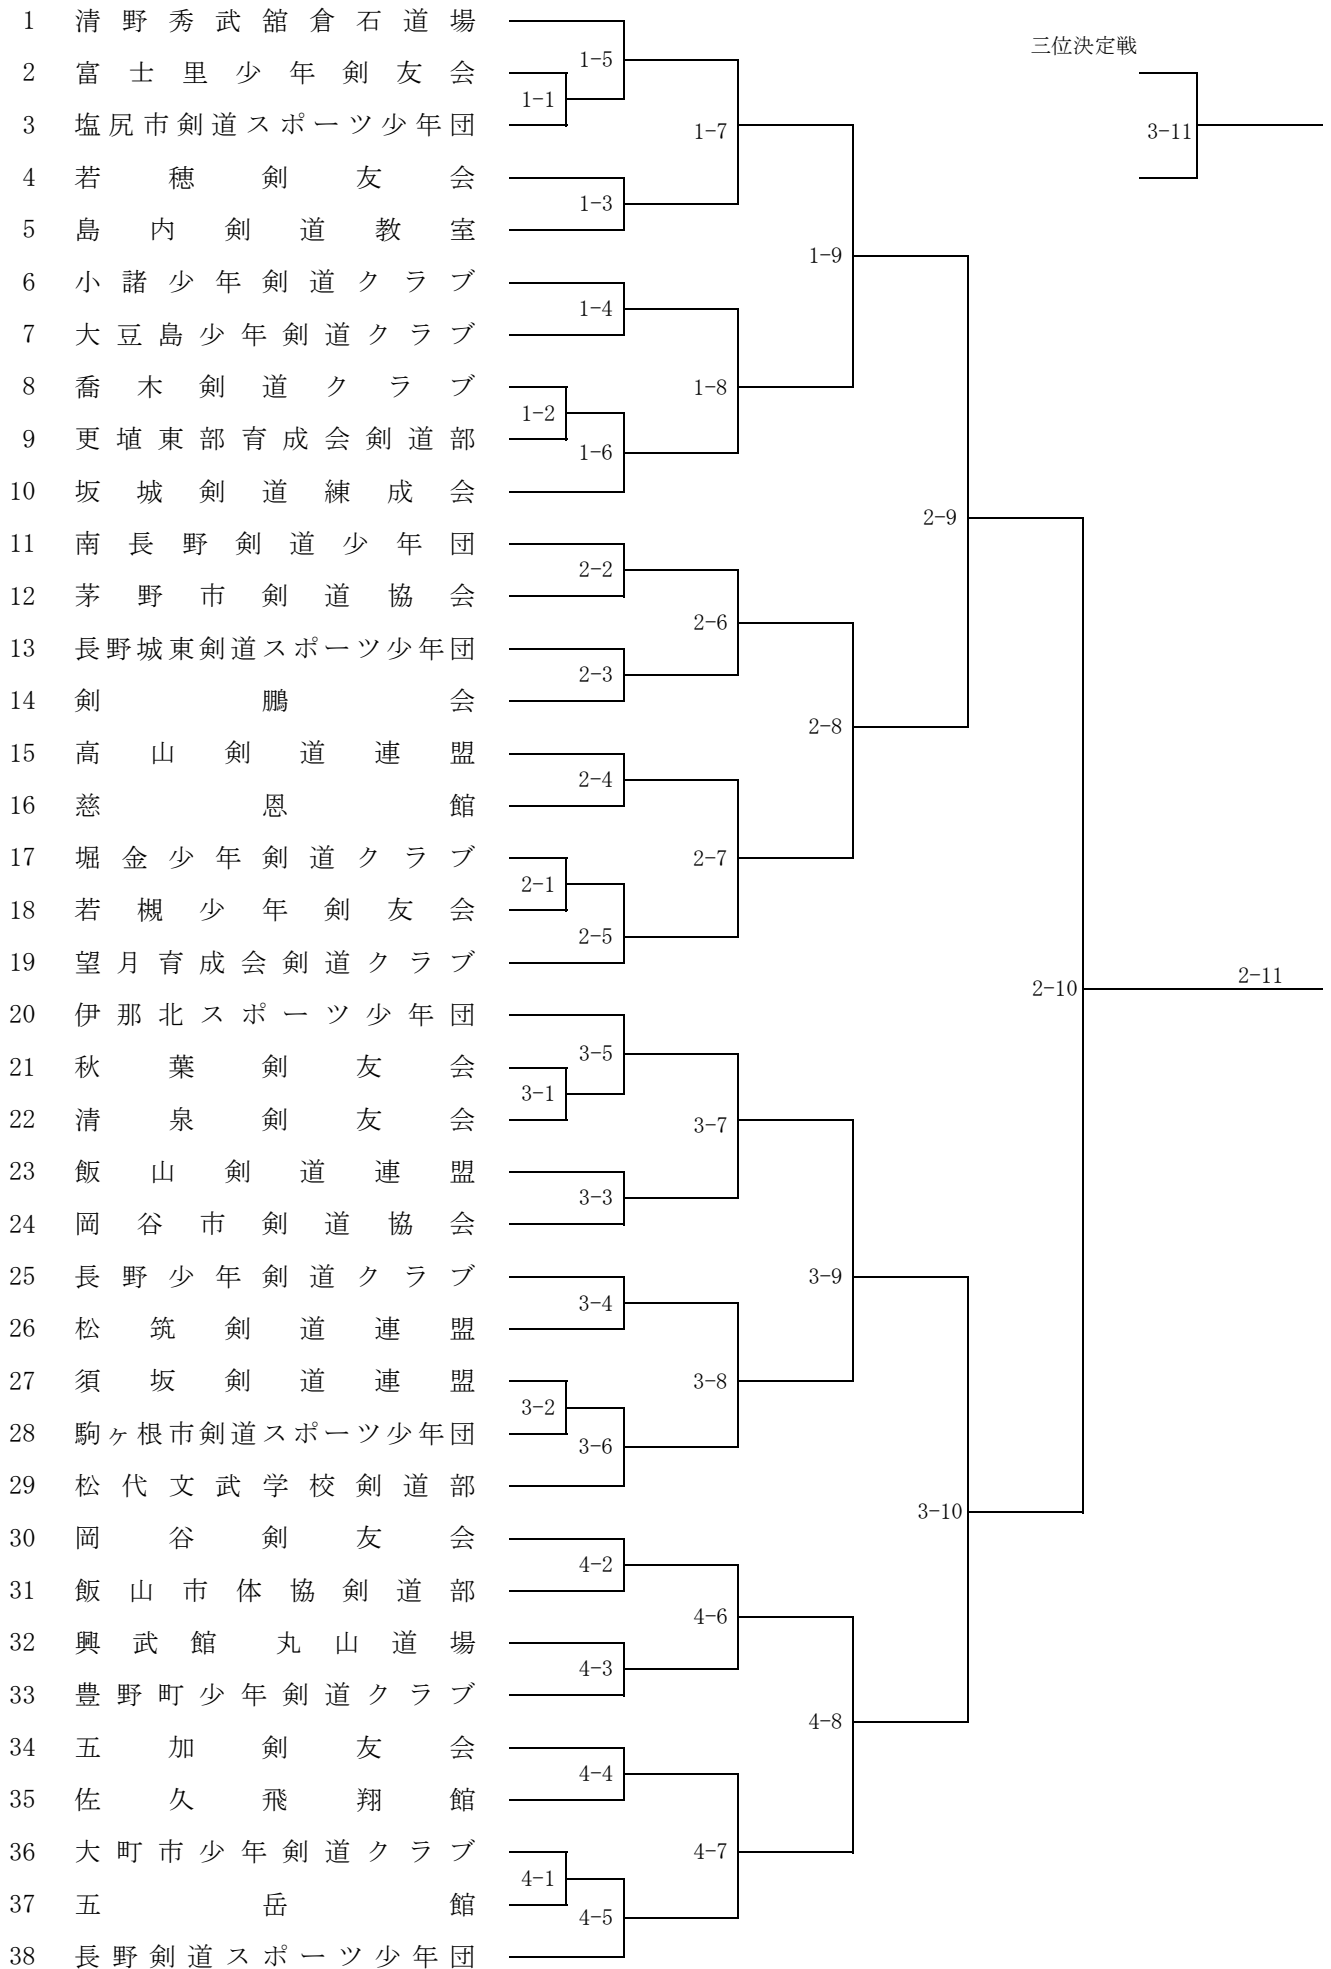 1 清野秀武舘倉石道場
三位決定戦
1-5
2 富士里少年剣友会
1-1
3 塩尻市剣道スポーツ少年団
1-7
3-11
4 若穂剣友会
1-3
5 島内剣道教室
1-9
6 小諸少年剣道クラブ
1-4
7 大豆島少年剣道クラブ
8 喬木剣道クラブ
1-8
1-2
9 更埴東部育成会剣道部
1-6
10 坂城剣道練成会
2-9
11 南長野剣道少年団
2-2
12 茅野市剣道協会
2-6
13 長野城東剣道スポーツ少年団
2-3
14 剣鵬会
2-8
15 高山剣道連盟
2-4
16 慈恩館
17 堀金少年剣道クラブ
2-7
2-1
18 若槻少年剣友会
2-5
19 望月育成会剣道クラブ
2-11
2-10
20 伊那北スポーツ少年団
3-5
21 秋葉剣友会
3-1
22 清泉剣友会
3-7
23 飯山剣道連盟
3-3
24 岡谷市剣道協会
25 長野少年剣道クラブ
3-9
3-4
26 松筑剣道連盟
27 須坂剣道連盟
3-8
3-2
28 駒ヶ根市剣道スポーツ少年団
3-6
29 松代文武学校剣道部
3-10
30 岡谷剣友会
4-2
31 飯山市体協剣道部
4-6
32 興武館 丸山道場
4-3
33 豊野町少年剣道クラブ
4-8
34 五加剣友会
4-4
35 佐久飛翔館
36 大町市少年剣道クラブ
4-7
4-1
37 五岳館
4-5
38 長野剣道スポーツ少年団